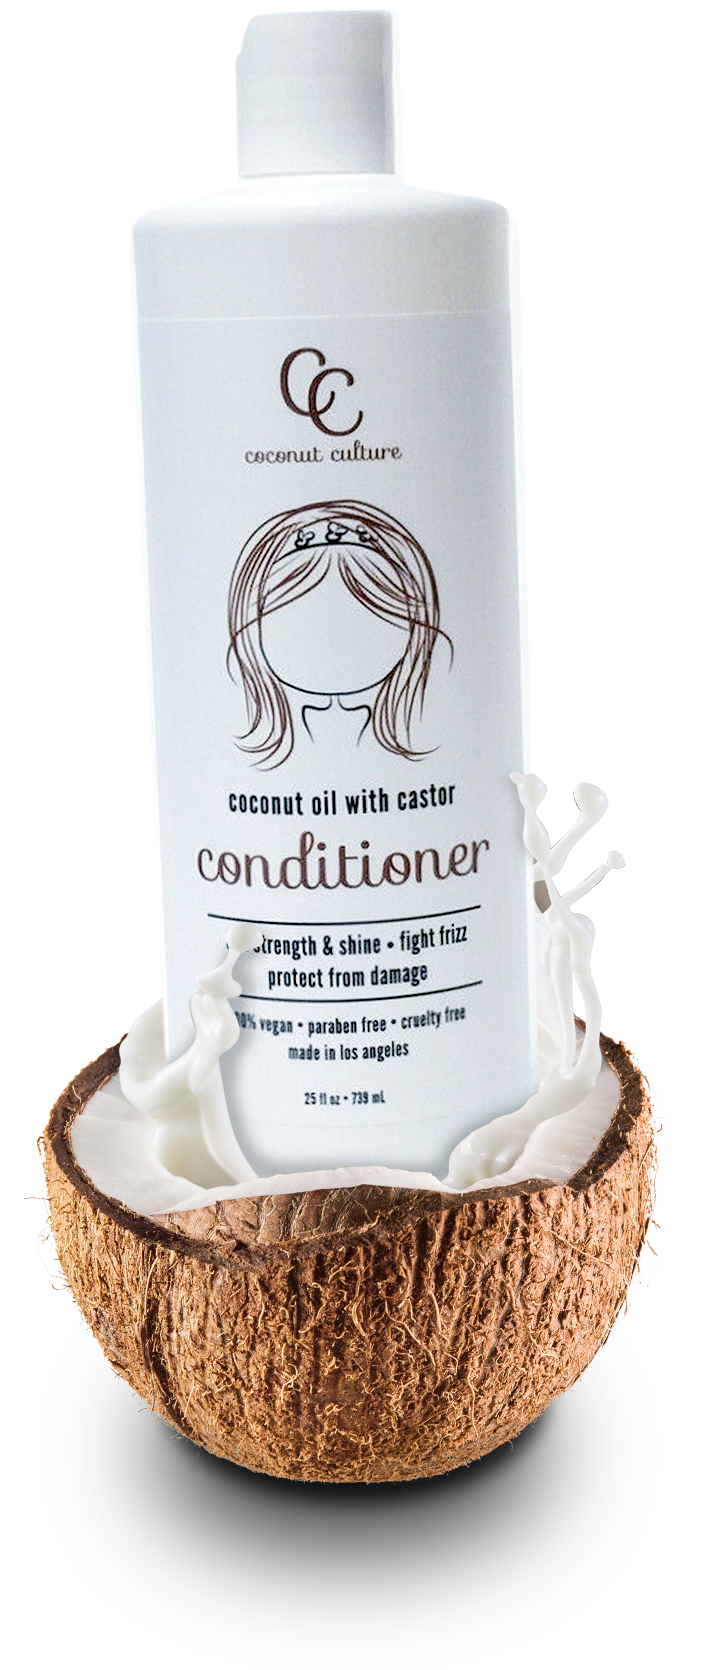 CC
coconut culture
coconut oil with castor
conditioner
strength & shine • fight frizz
protect from damage
vegan • paraben free • cruelty free
made in los angeles
25 fl oz • 739 mL